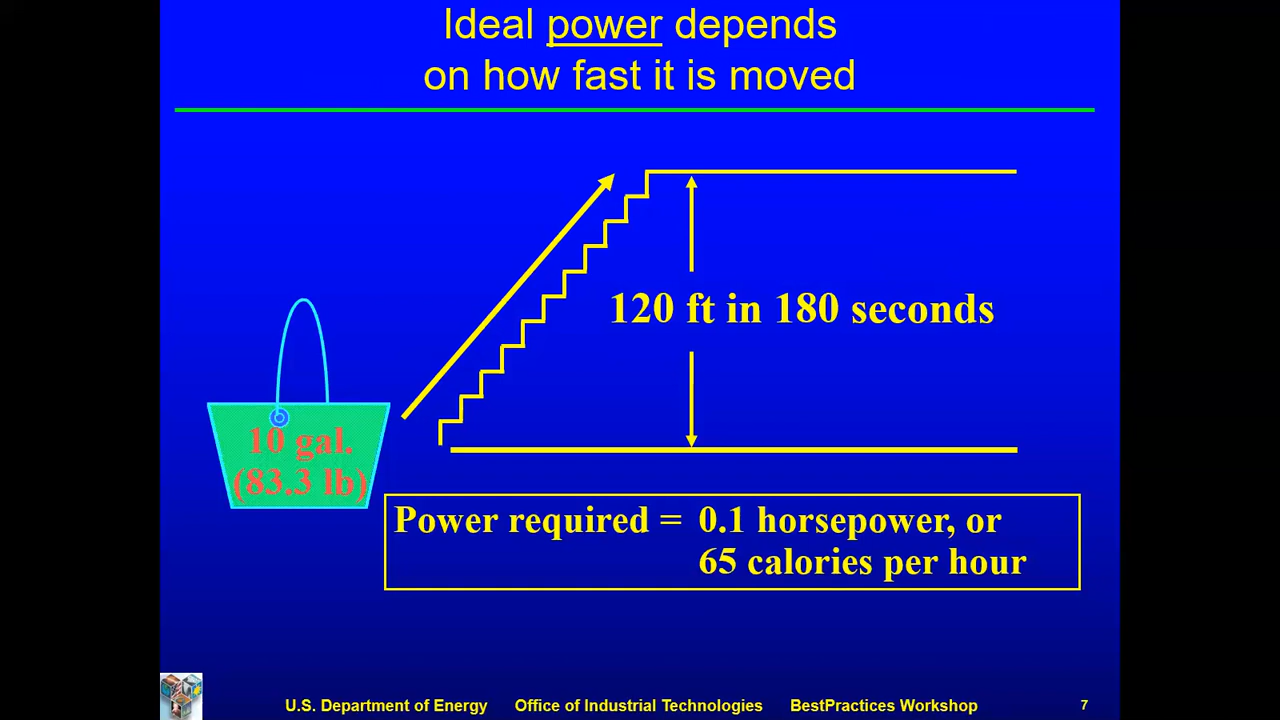 Ideal power depends
on how fast it is moved
120 ft in 180 seconds
10 gal.
(83.3 lb)
Power required = 0.1 horsepower, or
65 calories per hour
U.S. Department of Energy Office of Industrial Technologies BestPractices Workshop 7